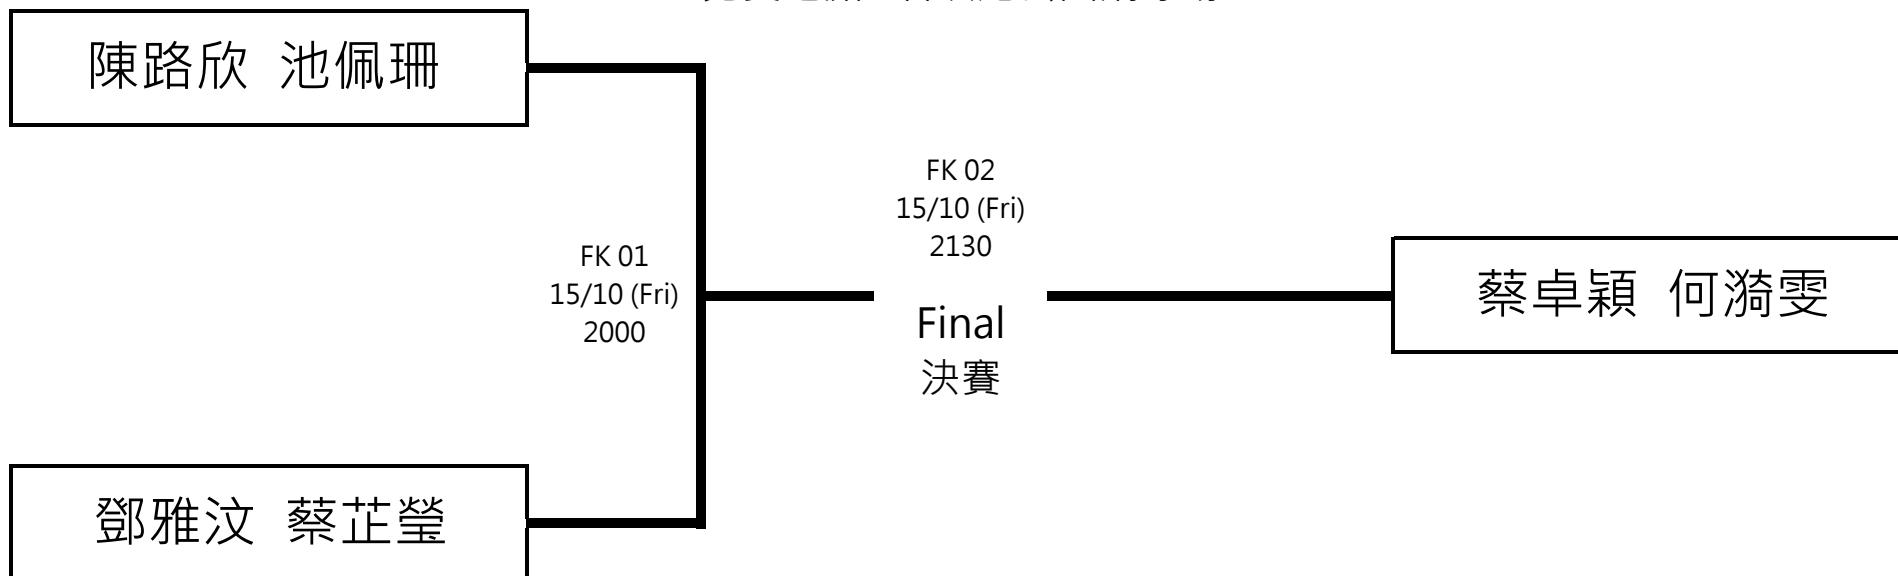 陳路欣 池佩珊
FK 02
15/10 (Fri)
2130
FK 01
15/10 (Fri)
2000
蔡卓穎 何漪雯
Final
決賽
鄧雅汶 蔡芷瑩